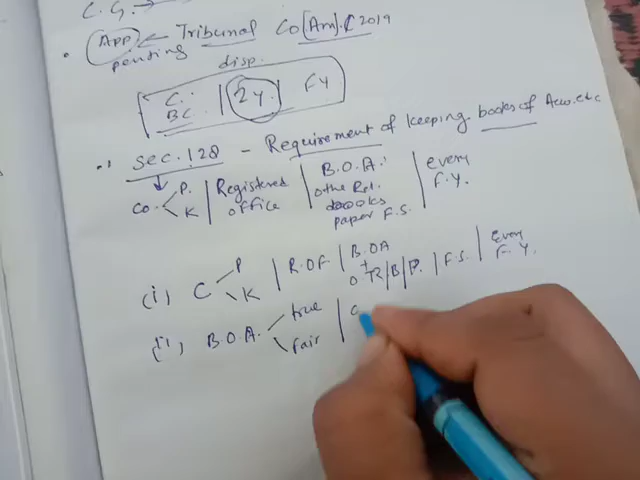 C.G. →
• App ← Tribunal Co[Am].₡ 2019
pending disp.
C. | 2y. | FY
BC
Sec. 128 - Requirement of keeping books of Acco. etc
Co. < P. K | Registered office | B.O.A. othe Rel. books paper F.S. | every F.Y.
(i) C < P K | R.OF | B.OA + O R/B/P. | F.S. | Every F.Y.
(ii) B.O.A. < true fair |